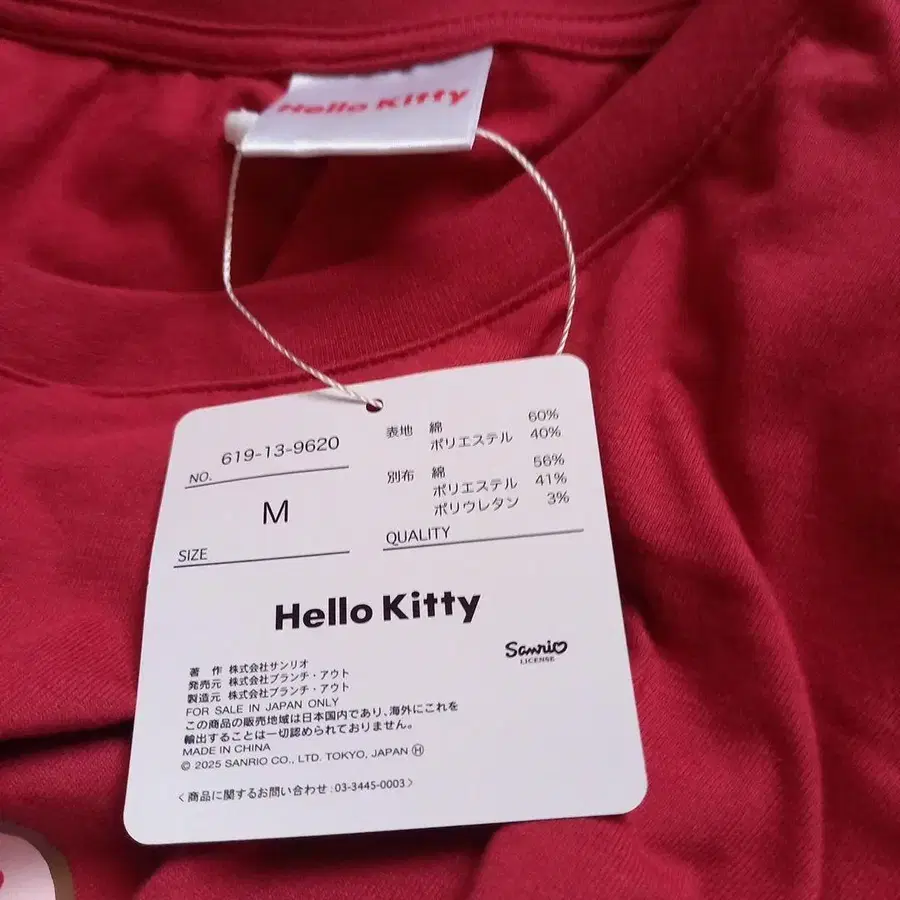 Hello Kitty
NO. 619-13-9620
M
SIZE
表地 綿 60%
ポリエステル 40%
別布 綿 56%
ポリエステル 41%
ポリウレタン 3%
QUALITY
Hello Kitty
Sanrio
LICENSE
著 作 株式会社サンリオ
発売元 株式会社ブランチ・アウト
製造元 株式会社ブランチ・アウト
FOR SALE IN JAPAN ONLY
この商品の販売地域は日本国内であり、海外にこれを
輸出することは一切認められておりません。
MADE IN CHINA
© 2025 SANRIO CO., LTD. TOKYO, JAPAN Ⓗ
〈商品に関するお問い合わせ:03-3445-0003〉